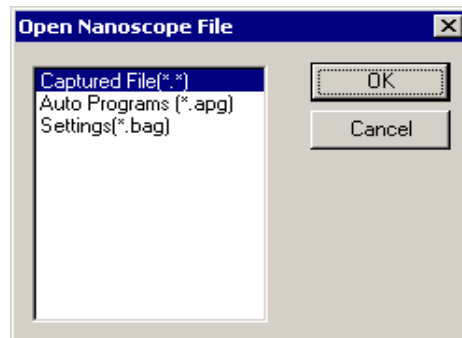 Open Nanoscope File
Captured File(*.*)
Auto Programs (*.apg)
Settings(*.bag)
OK
Cancel